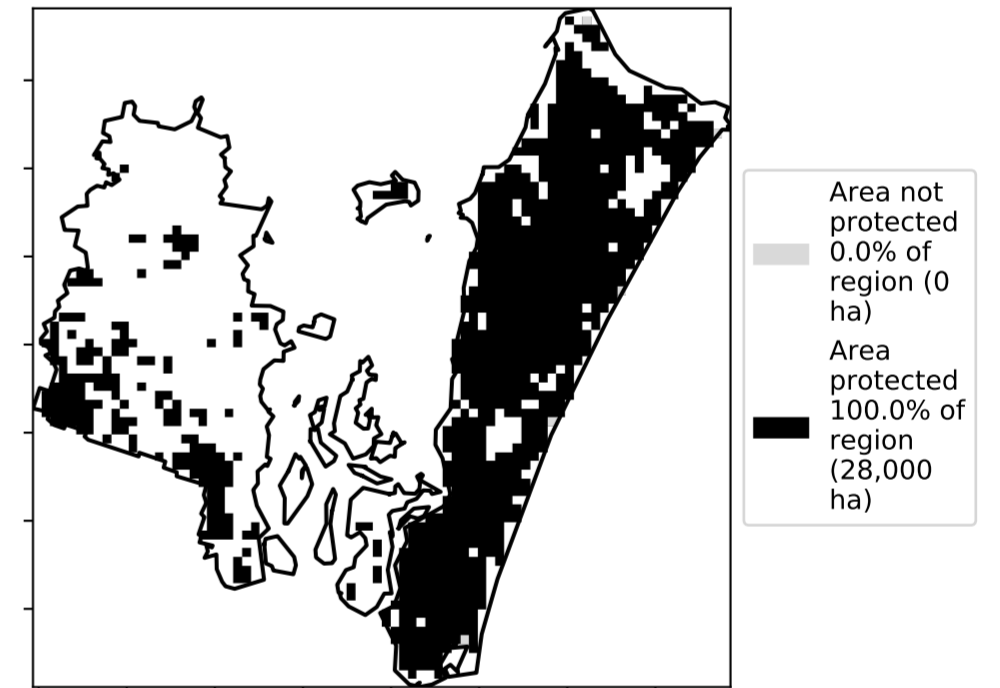 Area not
protected
0.0% of
region (0
ha)
Area
protected
100.0% of
region
(28,000
ha)